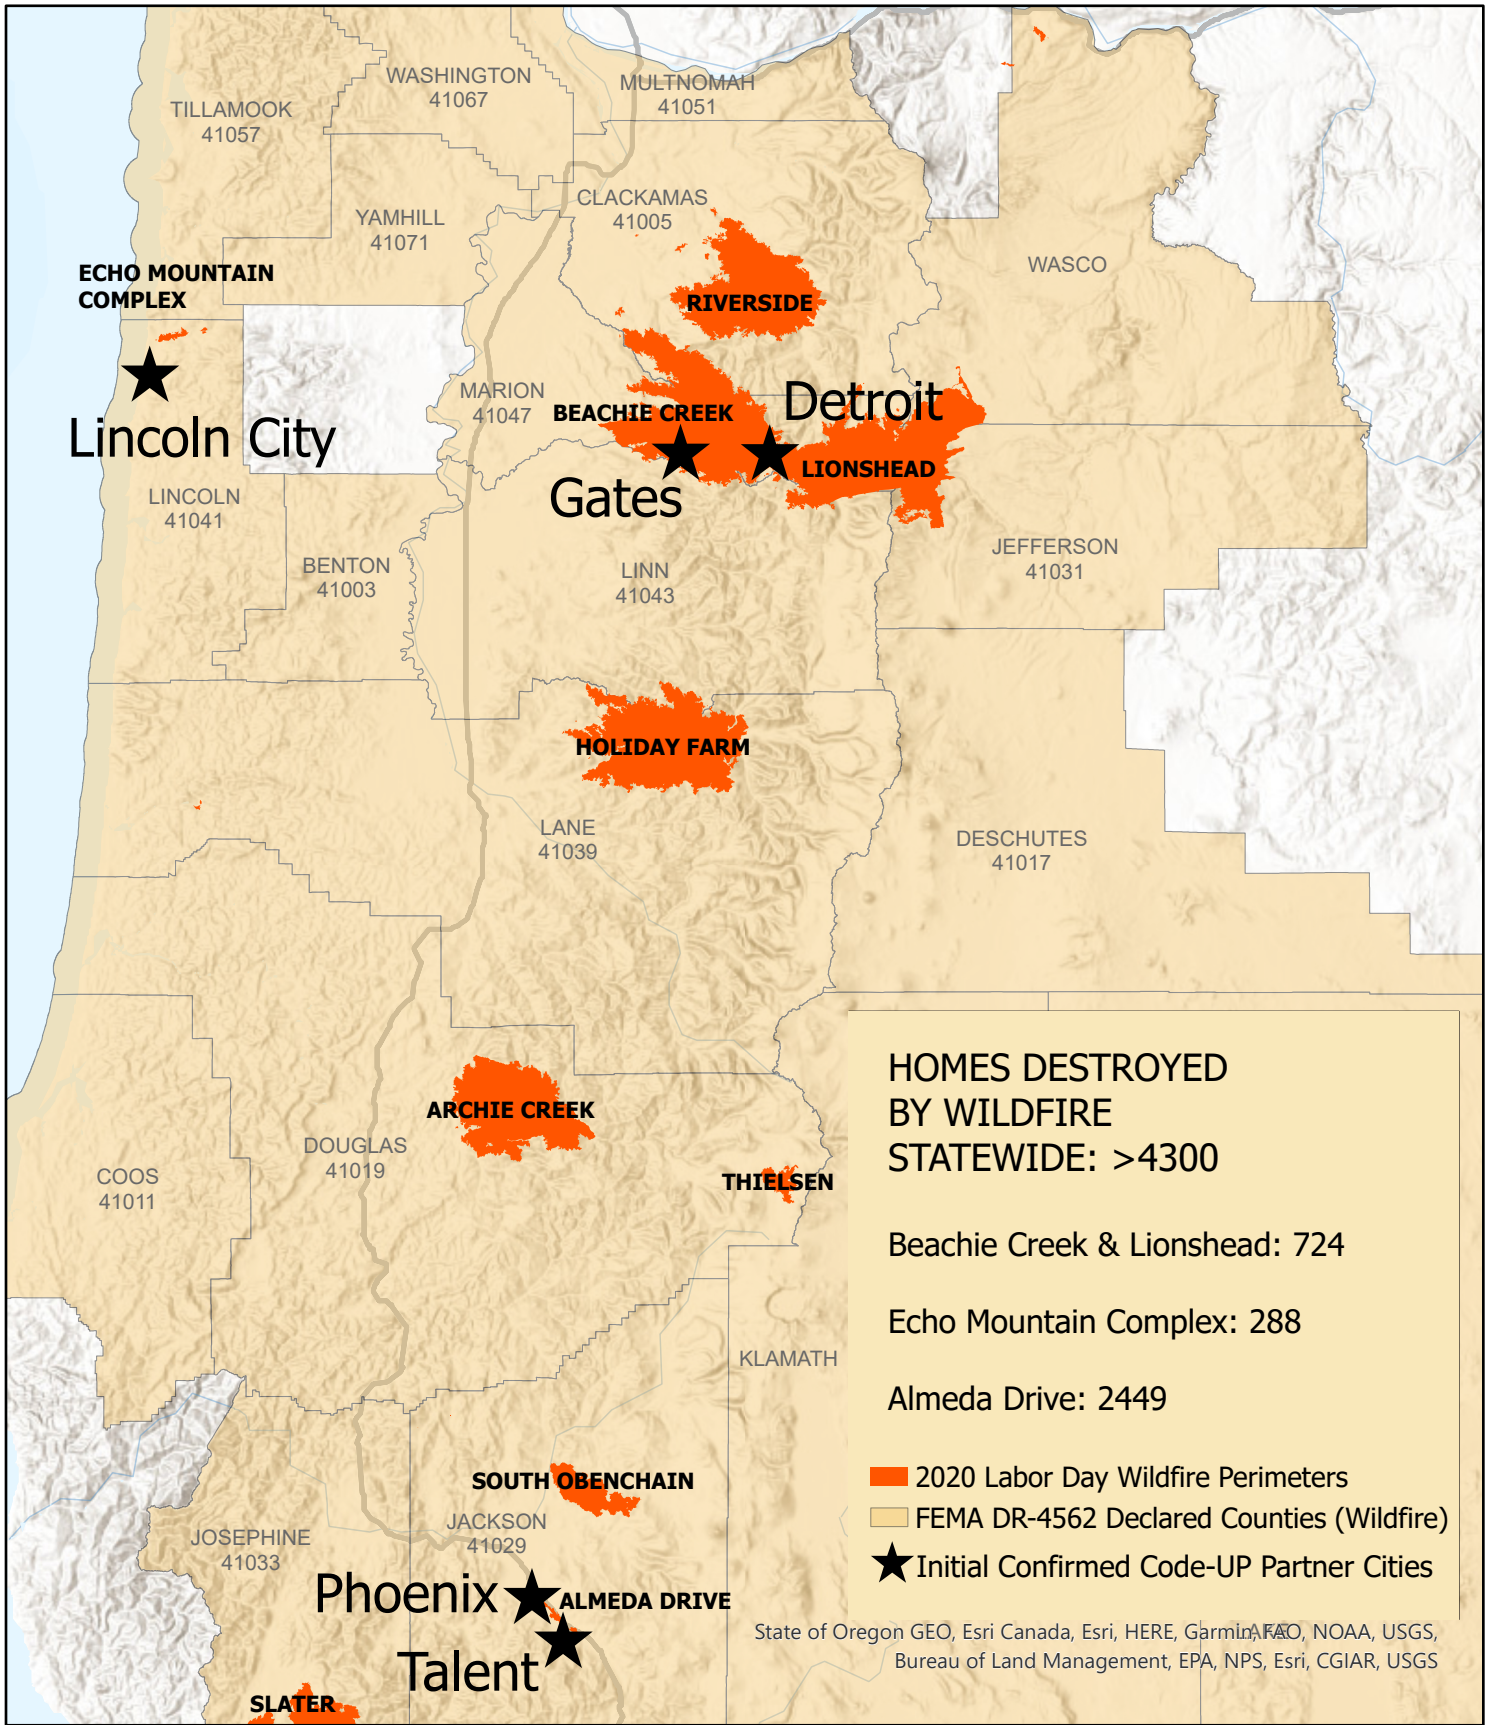 WASHINGTON
41067
MULTNOMAH
41051
TILLAMOOK
41057
CLACKAMAS
41005
YAMHILL
41071
WASCO
ECHO MOUNTAIN
COMPLEX
RIVERSIDE
Lincoln City
MARION
41047
BEACHIE CREEK
Detroit
LIONSHEAD
Gates
LINCOLN
41041
BENTON
41003
LINN
41043
JEFFERSON
41031
HOLIDAY FARM
LANE
41039
DESCHUTES
41017
ARCHIE CREEK
DOUGLAS
41019
COOS
41011
THIELSEN
KLAMATH
SOUTH OBENCHAIN
JACKSON
41029
JOSEPHINE
41033
Phoenix
ALMEDA DRIVE
Talent
SLATER
HOMES DESTROYED
BY WILDFIRE
STATEWIDE: >4300
Beachie Creek & Lionshead: 724
Echo Mountain Complex: 288
Almeda Drive: 2449
2020 Labor Day Wildfire Perimeters
FEMA DR-4562 Declared Counties (Wildfire)
Initial Confirmed Code-UP Partner Cities
LAKE
State of Oregon GEO, Esri Canada, Esri, HERE, Garmin, FAO, NOAA, USGS,
Bureau of Land Management, EPA, NPS, Esri, CGIAR, USGS